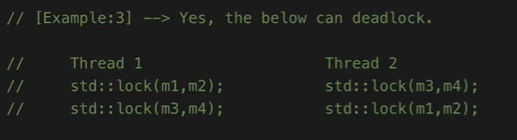 // [Example:3] --> Yes, the below can deadlock.
// Thread 1 Thread 2
// std::lock(m1,m2); std::lock(m3,m4);
// std::lock(m3,m4); std::lock(m1,m2);